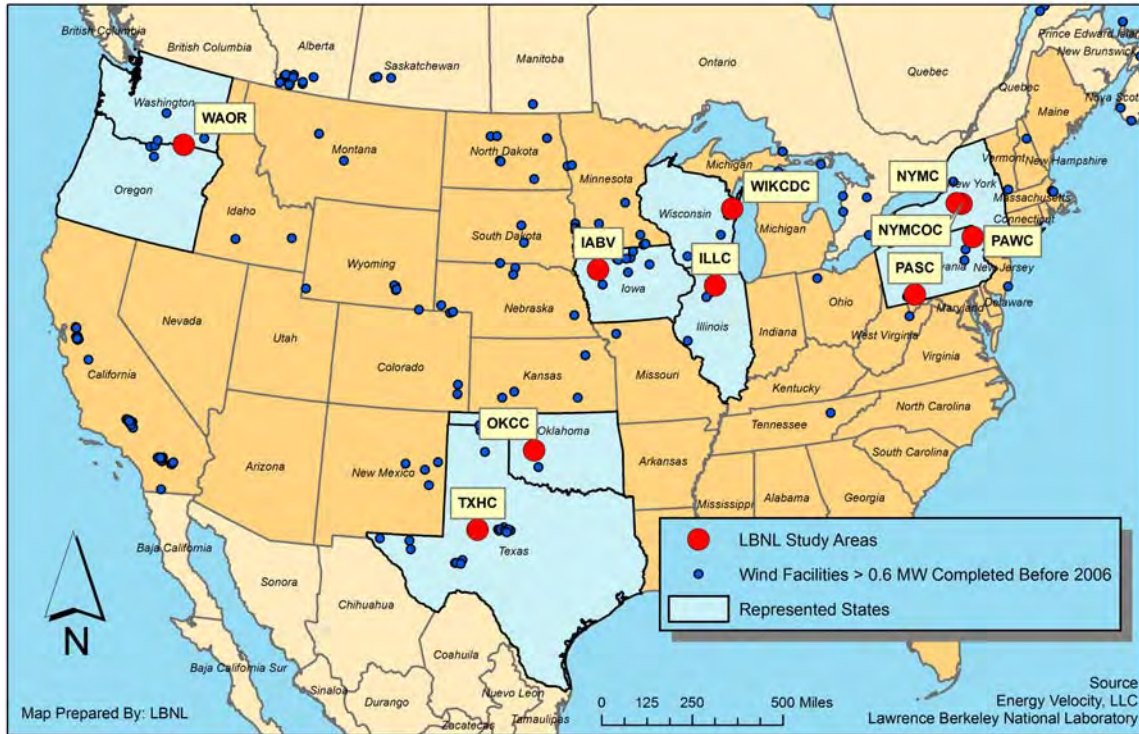 British Columbia
British Columbia
Alberta
Saskatchewan
Manitoba
Ontario
Quebec
Prince Edward Islan
New Brunswick
Quebec
Nova Scotia
Maine
Washington
WAOR
Oregon
Montana
North Dakota
Minnesota
Michigan
Vermont
New Hampshire
NYMC
New York
Massachusetts
Connecticut
WIKCDC
Wisconsin
Michigan
NYMCOC
PAWC
Idaho
South Dakota
IABV
ILLC
PASC
vania
New Jersey
Wyoming
Iowa
Nebraska
Illinois
Indiana
Ohio
Maryland
Delaware
West Virginia
Virginia
Nevada
Utah
Colorado
Kansas
Missouri
Kentucky
California
OKCC
Oklahoma
Tennessee
North Carolina
Arizona
New Mexico
Arkansas
South Carolina
Mississippi
Alabama
Georgia
TXHC
Texas
Baja California
Sonora
Chihuahua
Coahuila
Baja California Sur
Sinaloa
Durango
Nuevo Leon
Zacatecas
Tamaulipas
N
LBNL Study Areas
Wind Facilities > 0.6 MW Completed Before 2006
Represented States
0 125 250 500 Miles
Map Prepared By: LBNL
Source
Energy Velocity, LLC
Lawrence Berkeley National Laboratory